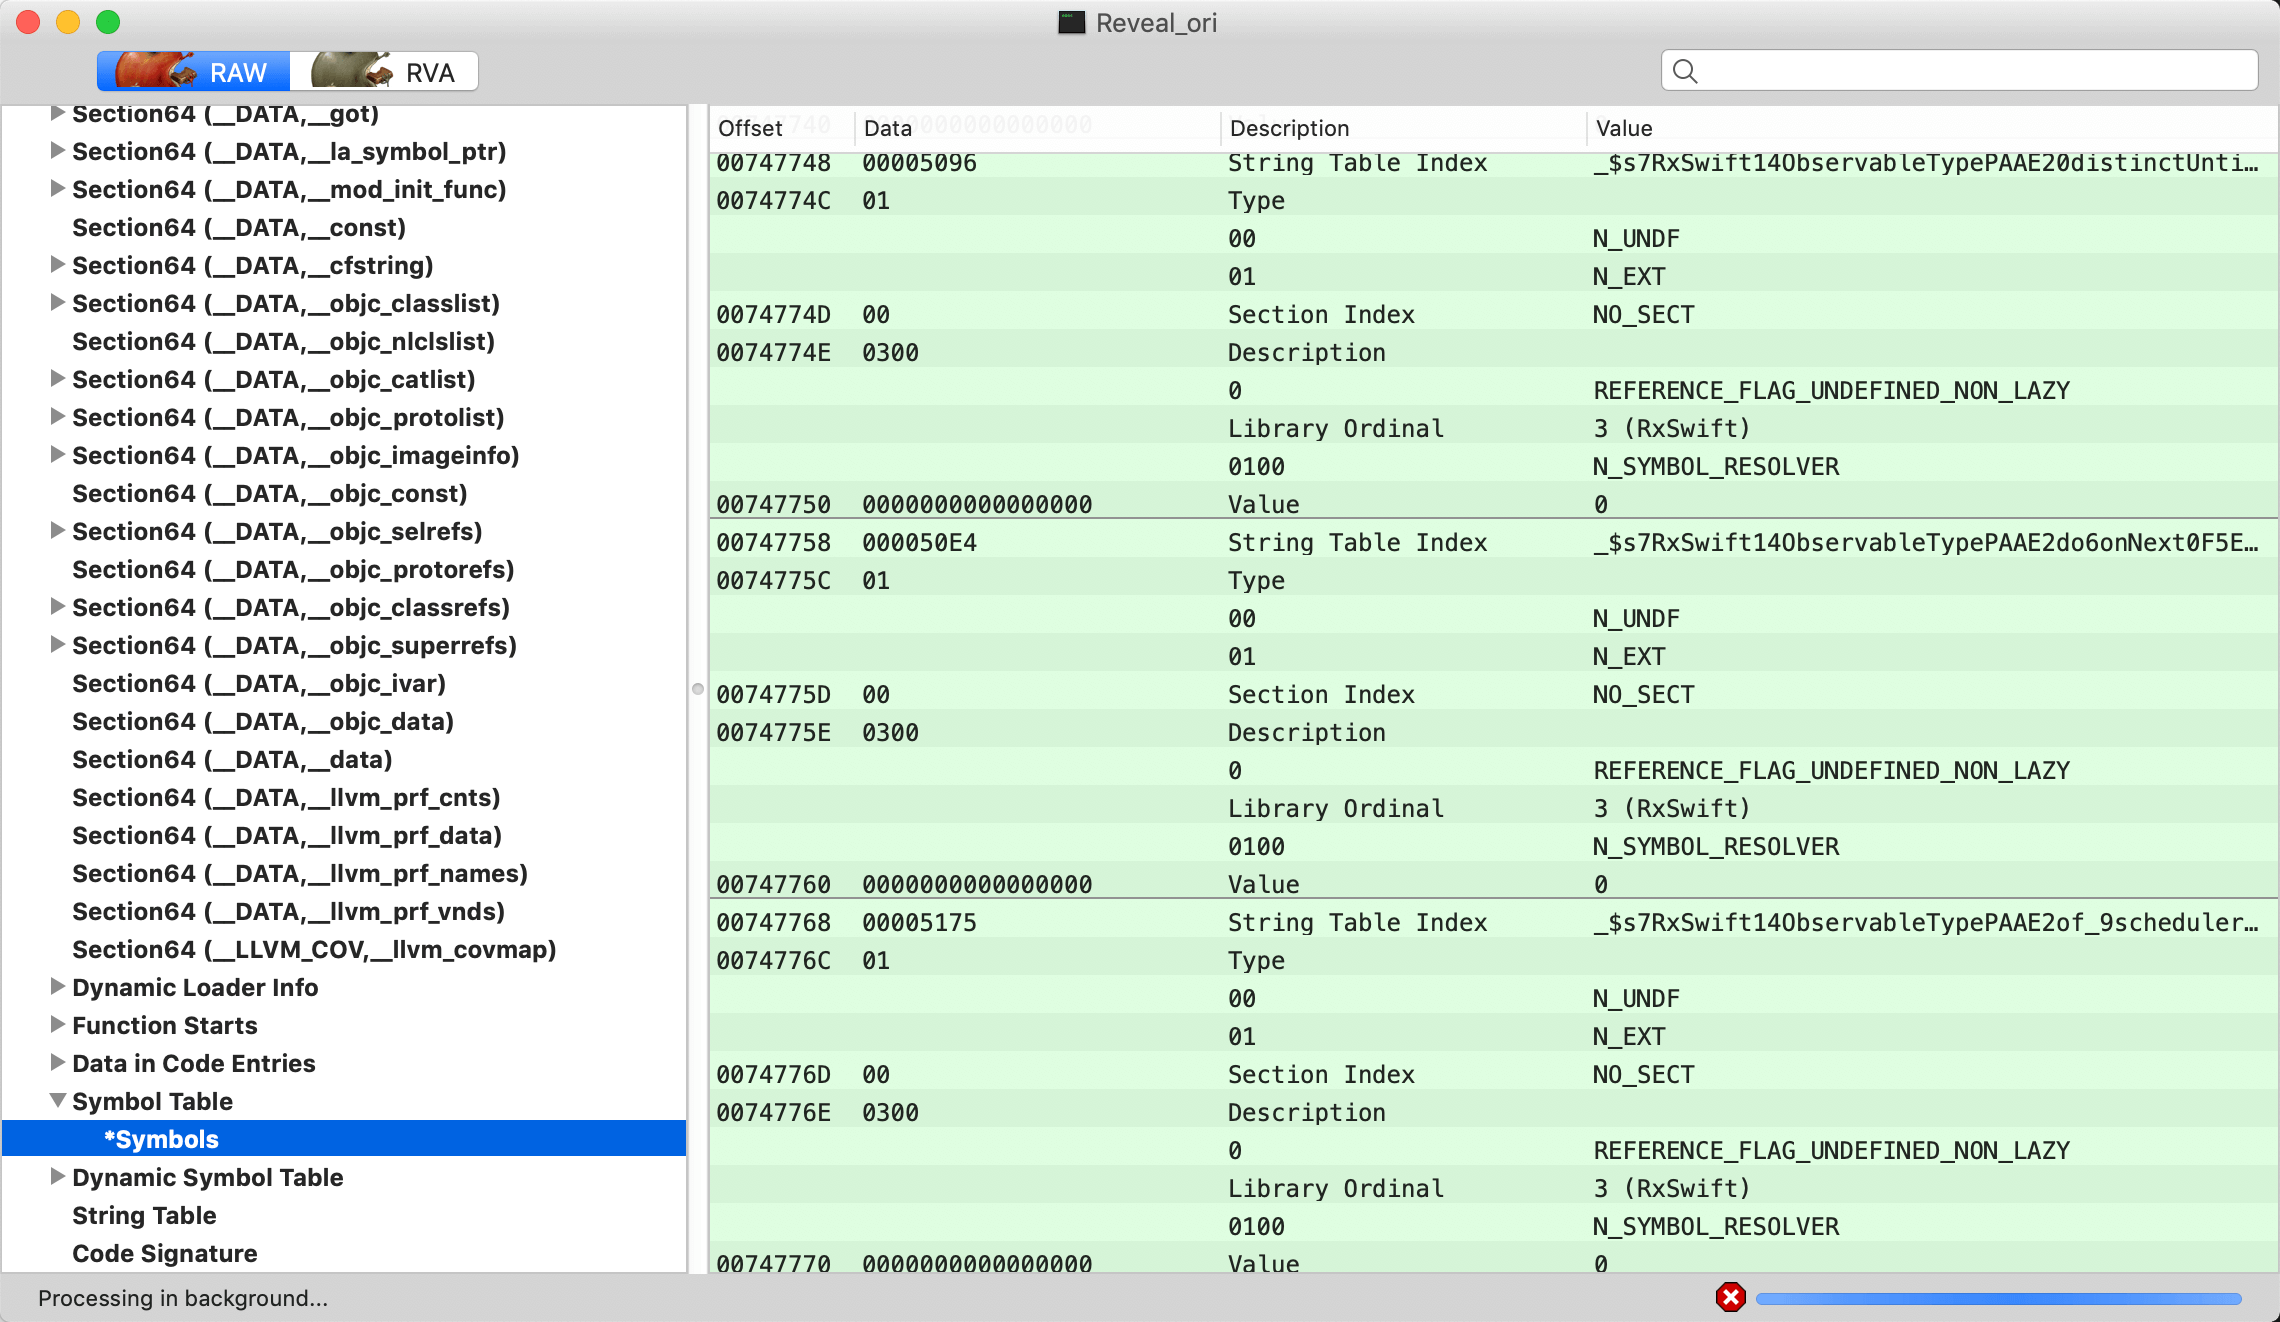 Reveal_ori
RAW RVA
Section64 (__DATA,__got)
Section64 (__DATA,__la_symbol_ptr)
Section64 (__DATA,__mod_init_func)
Section64 (__DATA,__const)
Section64 (__DATA,__cfstring)
Section64 (__DATA,__objc_classlist)
Section64 (__DATA,__objc_nlclslist)
Section64 (__DATA,__objc_catlist)
Section64 (__DATA,__objc_protolist)
Section64 (__DATA,__objc_imageinfo)
Section64 (__DATA,__objc_const)
Section64 (__DATA,__objc_selrefs)
Section64 (__DATA,__objc_protorefs)
Section64 (__DATA,__objc_classrefs)
Section64 (__DATA,__objc_superrefs)
Section64 (__DATA,__objc_ivar)
Section64 (__DATA,__objc_data)
Section64 (__DATA,__data)
Section64 (__DATA,__llvm_prf_cnts)
Section64 (__DATA,__llvm_prf_data)
Section64 (__DATA,__llvm_prf_names)
Section64 (__DATA,__llvm_prf_vnds)
Section64 (__LLVM_COV,__llvm_covmap)
Dynamic Loader Info
Function Starts
Data in Code Entries
Symbol Table
*Symbols
Dynamic Symbol Table
String Table
Code Signature
Offset Data Description Value
00747748 00005096 String Table Index _$s7RxSwift14ObservableTypePAAE20distinctUnti…
0074774C 01 Type
00 N_UNDF
01 N_EXT
0074774D 00 Section Index NO_SECT
0074774E 0300 Description
0 REFERENCE_FLAG_UNDEFINED_NON_LAZY
Library Ordinal 3 (RxSwift)
0100 N_SYMBOL_RESOLVER
00747750 0000000000000000 Value 0
00747758 000050E4 String Table Index _$s7RxSwift14ObservableTypePAAE2do6onNext0F5E…
0074775C 01 Type
00 N_UNDF
01 N_EXT
0074775D 00 Section Index NO_SECT
0074775E 0300 Description
0 REFERENCE_FLAG_UNDEFINED_NON_LAZY
Library Ordinal 3 (RxSwift)
0100 N_SYMBOL_RESOLVER
00747760 0000000000000000 Value 0
00747768 00005175 String Table Index _$s7RxSwift14ObservableTypePAAE2of_9scheduler…
0074776C 01 Type
00 N_UNDF
01 N_EXT
0074776D 00 Section Index NO_SECT
0074776E 0300 Description
0 REFERENCE_FLAG_UNDEFINED_NON_LAZY
Library Ordinal 3 (RxSwift)
0100 N_SYMBOL_RESOLVER
00747770 0000000000000000 Value 0
Processing in background...